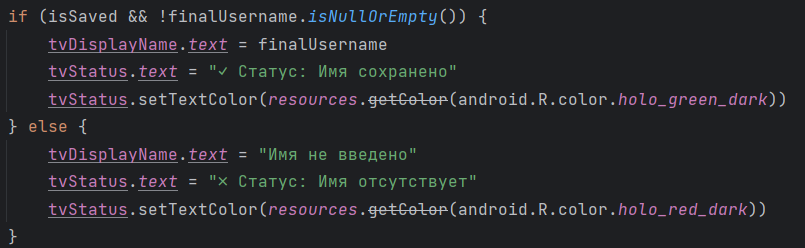 if (isSaved && !finalUsername.isNullOrEmpty()) {
    tvDisplayName.text = finalUsername
    tvStatus.text = "✓ Статус: Имя сохранено"
    tvStatus.setTextColor(resources.getColor(android.R.color.holo_green_dark))
} else {
    tvDisplayName.text = "Имя не введено"
    tvStatus.text = "✕ Статус: Имя отсутствует"
    tvStatus.setTextColor(resources.getColor(android.R.color.holo_red_dark))
}